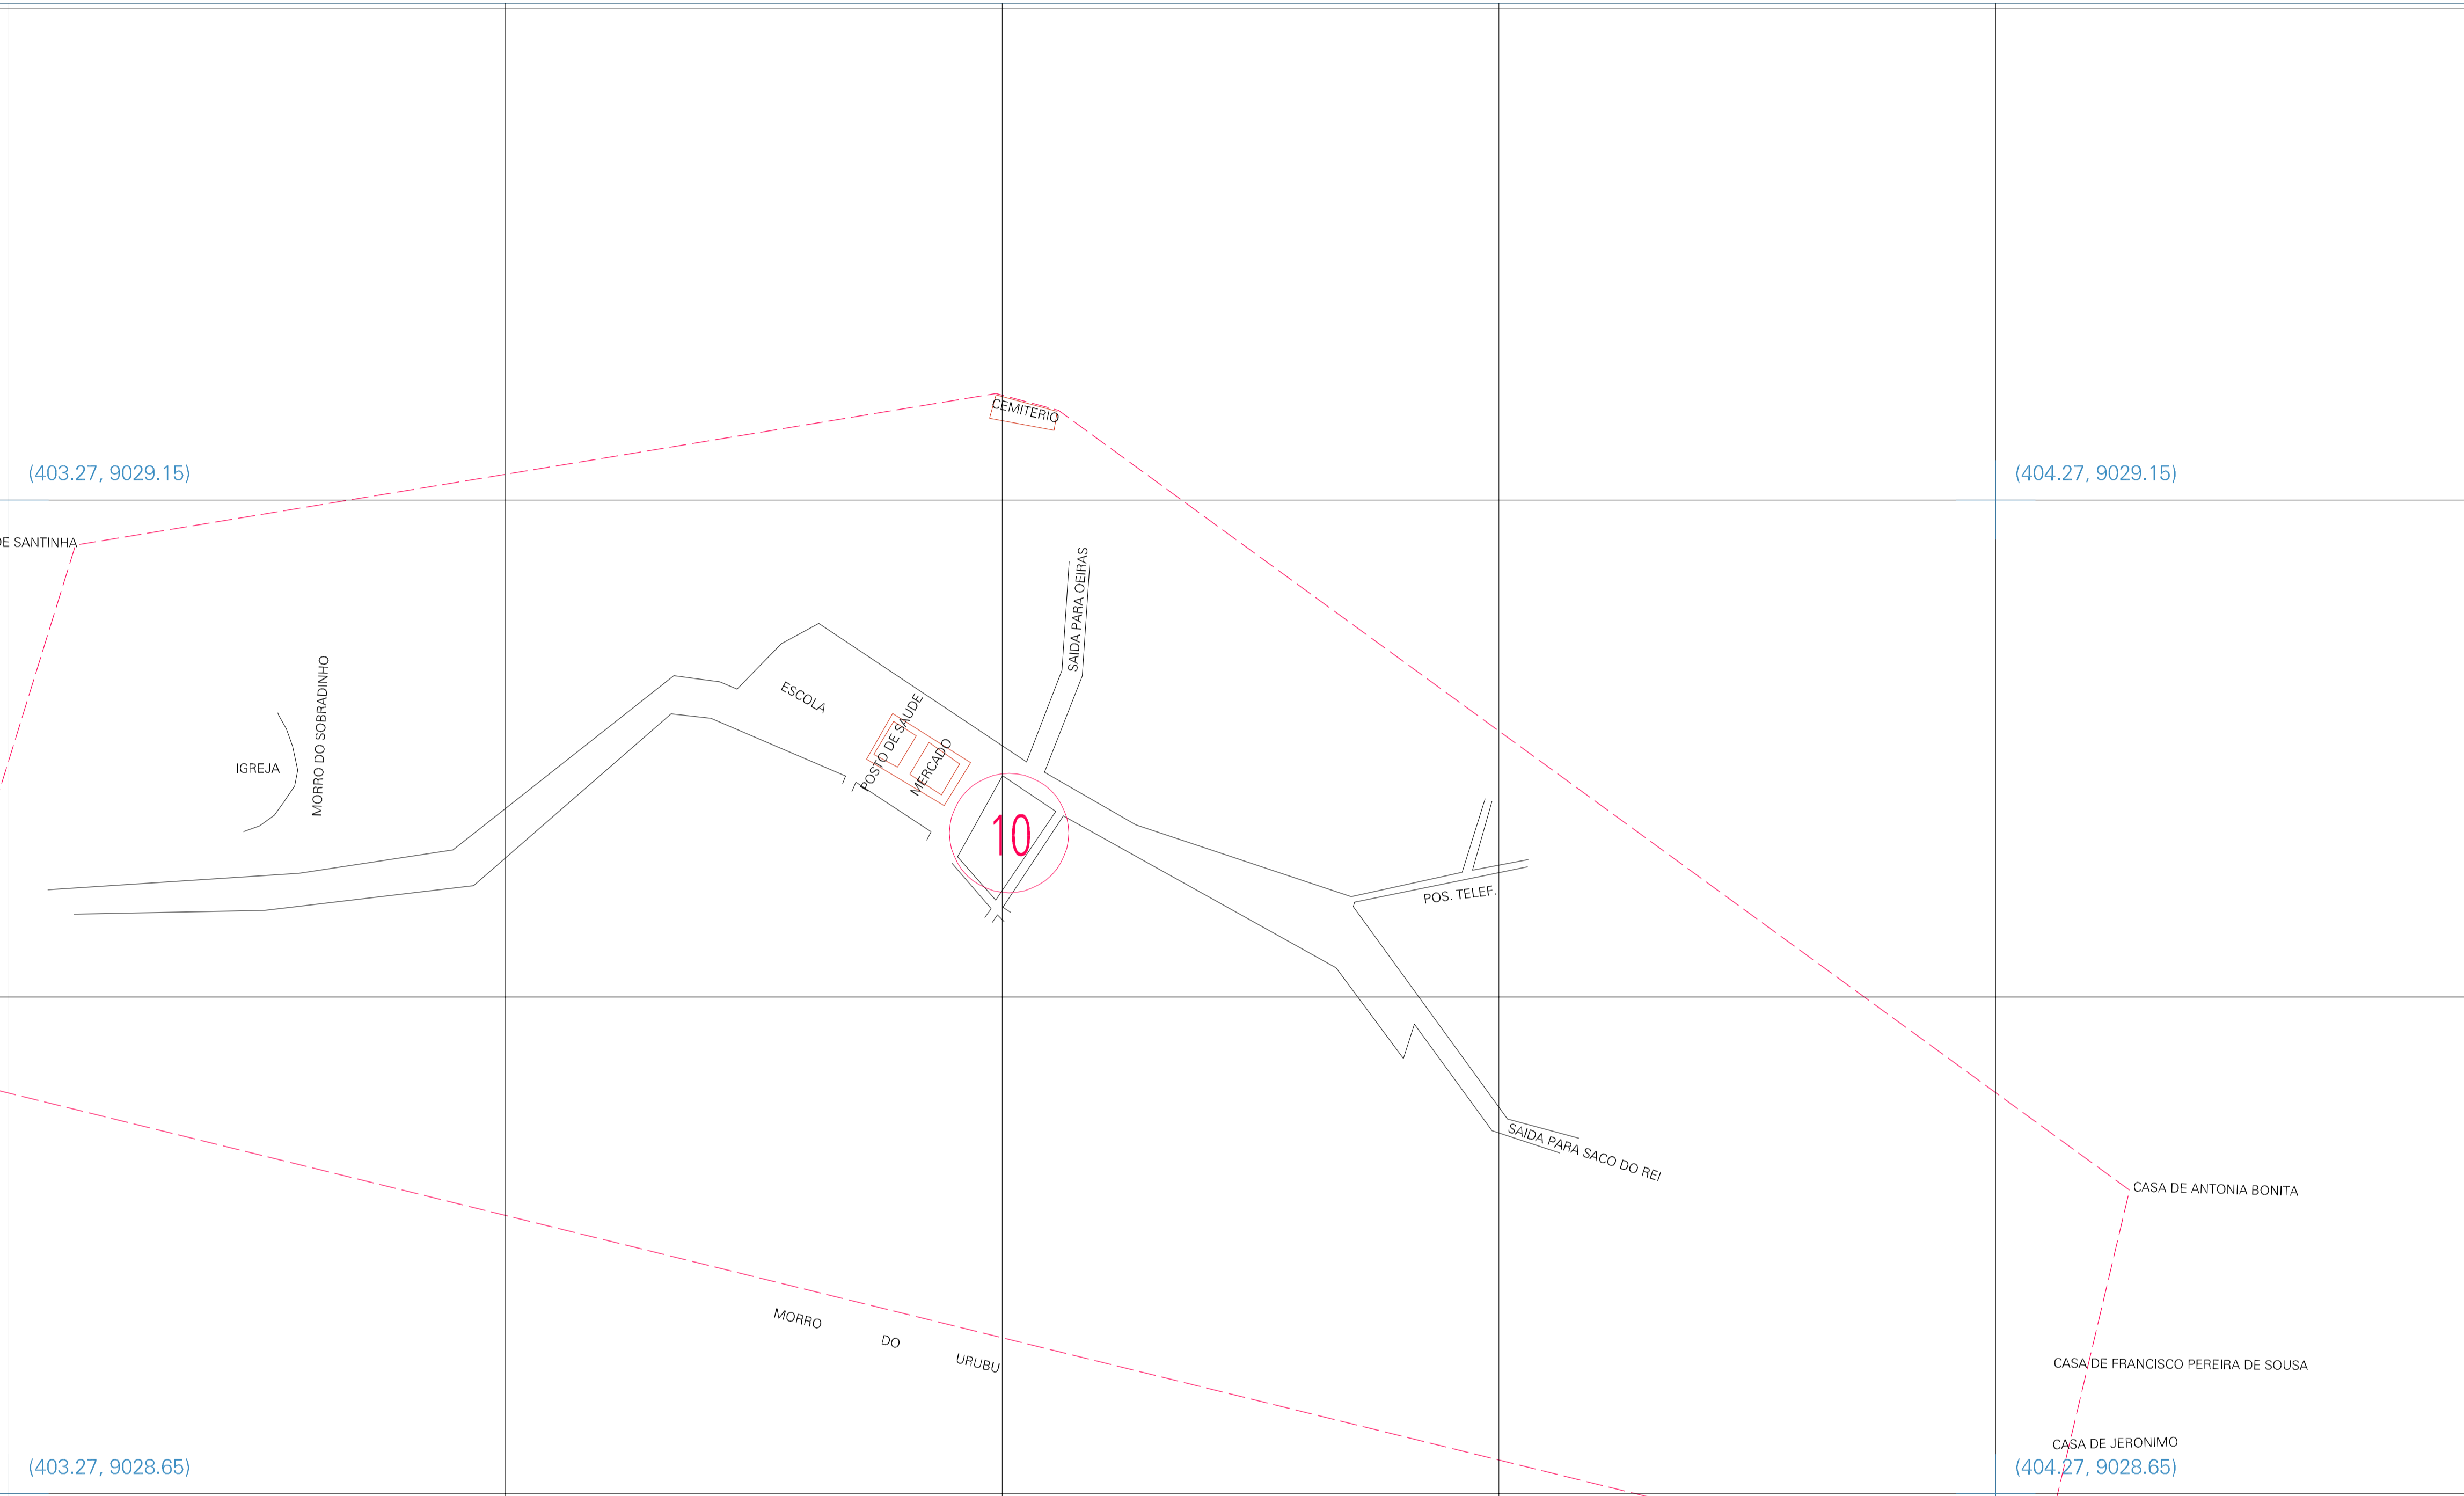 CEMITERIO
(403.27, 9029.15)
(404.27, 9029.15)
DE SANTINHA
SAIDA PARA OEIRAS
MORRO DO SOBRADINHO
ESCOLA
POSTO DE SAUDE
MERCADO
IGREJA
10
POS. TELEF.
SAIDA PARA SACO DO REI
CASA DE ANTONIA BONITA
MORRO DO URUBU
CASA DE FRANCISCO PEREIRA DE SOUSA
CASA DE JERONIMO
(403.27, 9028.65)
(404.27, 9028.65)